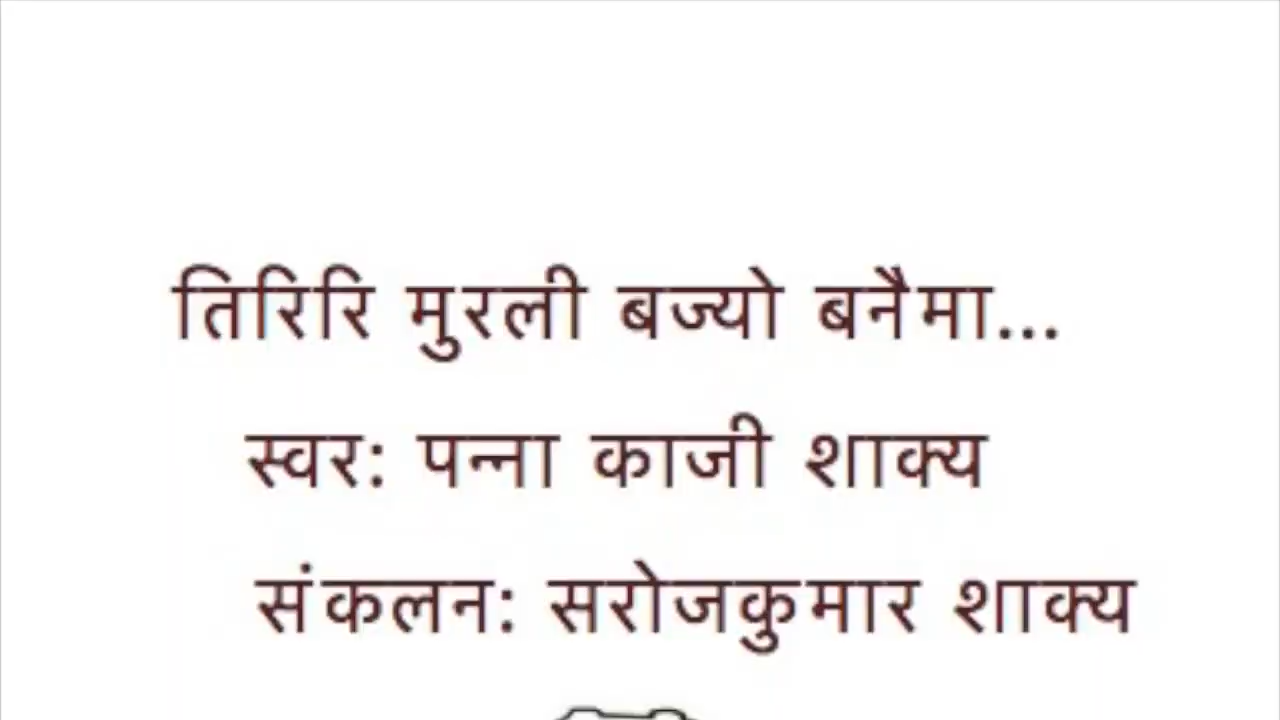 तिरिरि मुरली बज्यो बनैमा...
स्वर: पन्ना काजी शाक्य
संकलन: सरोजकुमार शाक्य